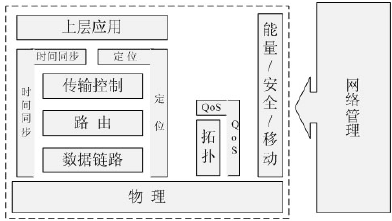 上层应用
时间同步
定位
时间同步
传输控制
路由
数据链路
定位
QoS
QoS
拓扑
能量/安全/移动
物理
网络管理